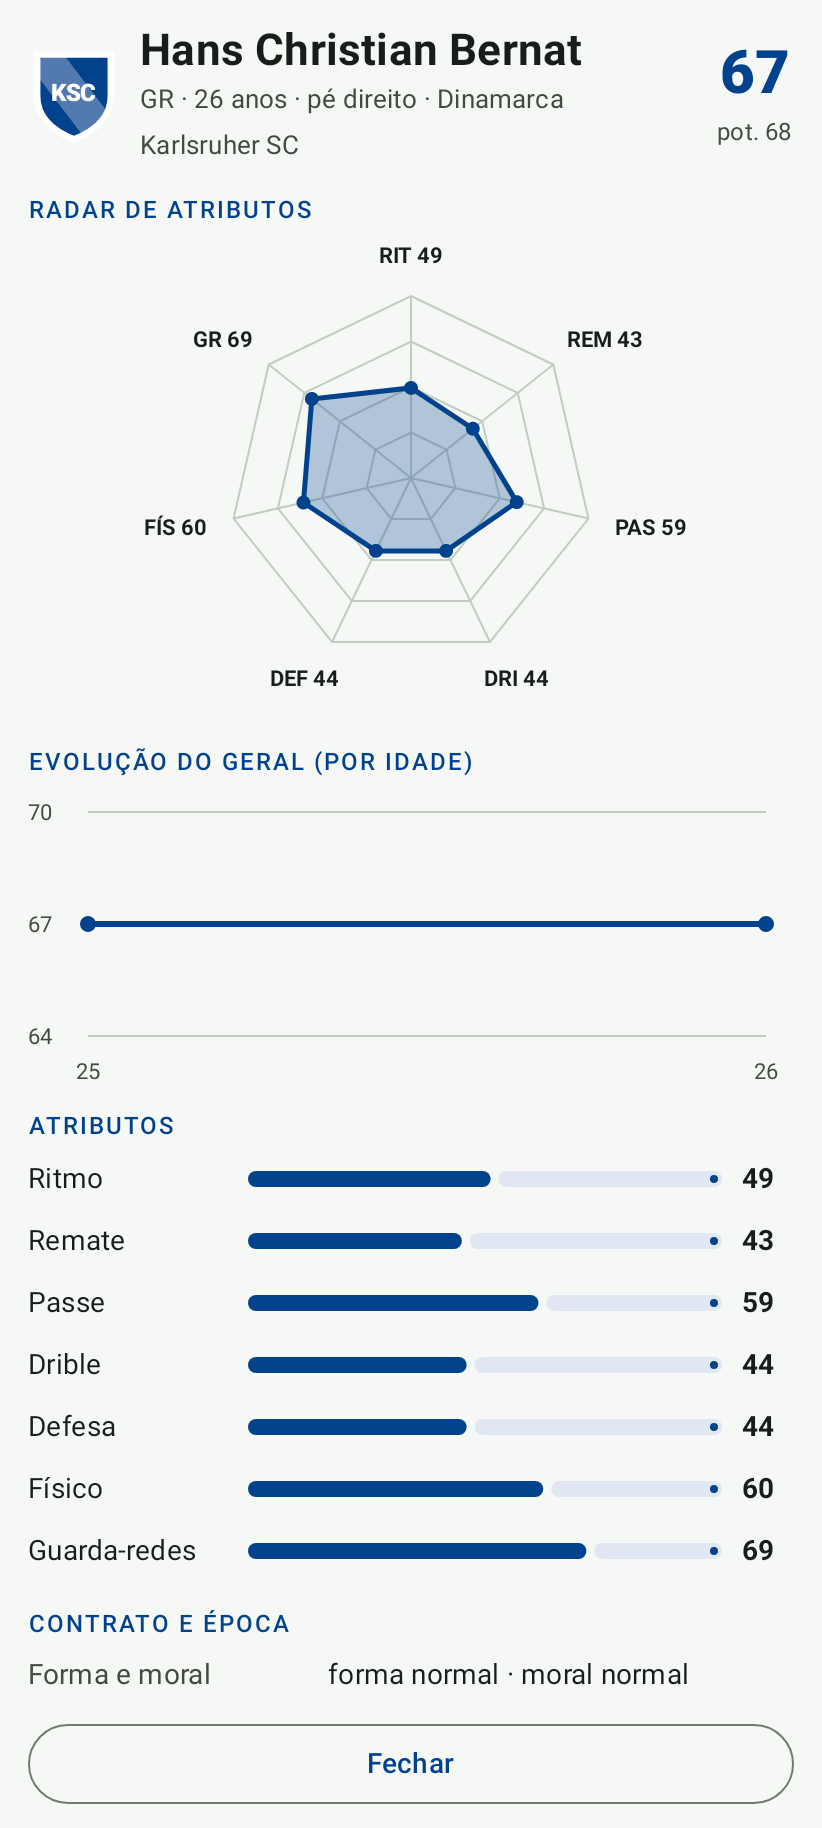 KSC
Hans Christian Bernat
GR · 26 anos · pé direito · Dinamarca
Karlsruher SC
67
pot. 68
RADAR DE ATRIBUTOS
RIT 49
GR 69
REM 43
FÍS 60
PAS 59
DEF 44
DRI 44
EVOLUÇÃO DO GERAL (POR IDADE)
70
67
64
25
26
ATRIBUTOS
Ritmo 49
Remate 43
Passe 59
Drible 44
Defesa 44
Físico 60
Guarda-redes 69
CONTRATO E ÉPOCA
Forma e moral forma normal · moral normal
Fechar